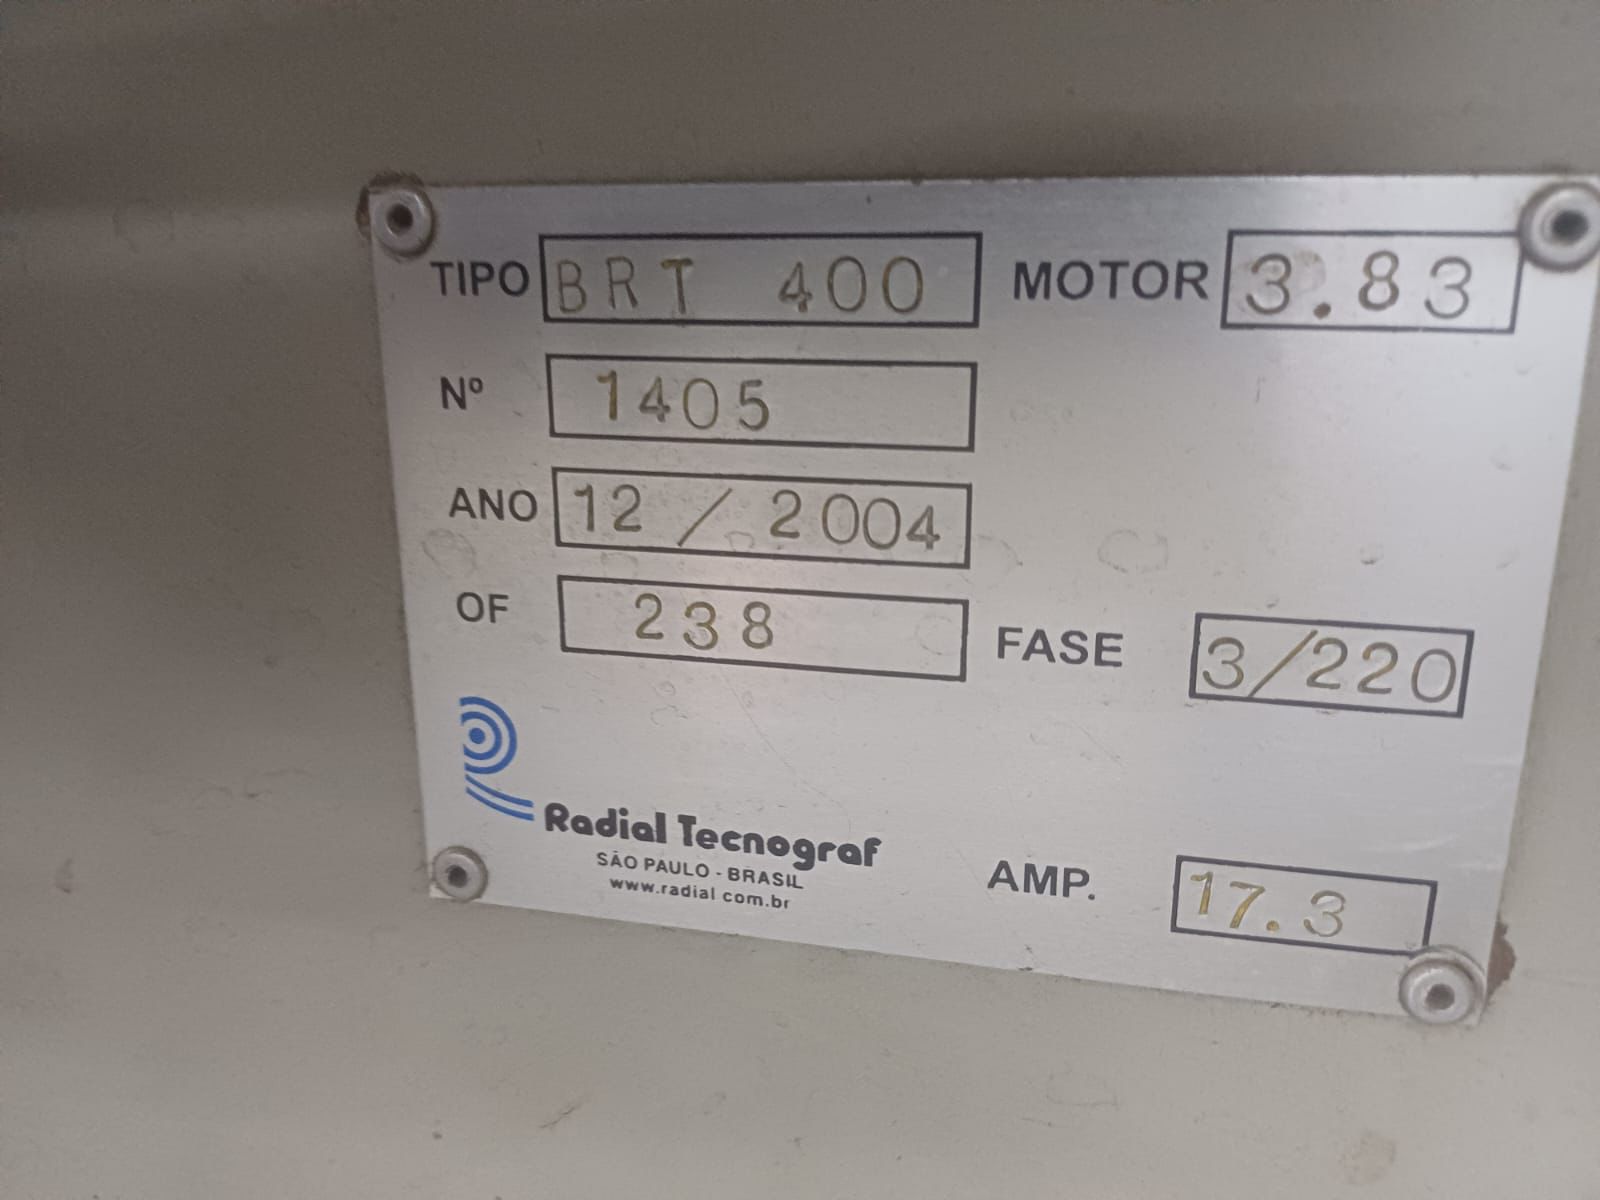 TIPO BRT 400 MOTOR 3.83
Nº 1405
ANO 12 / 2004
OF 238 FASE 3/220
Radial Tecnograf
SÃO PAULO - BRASIL
www.radial com.br
AMP. 17.3